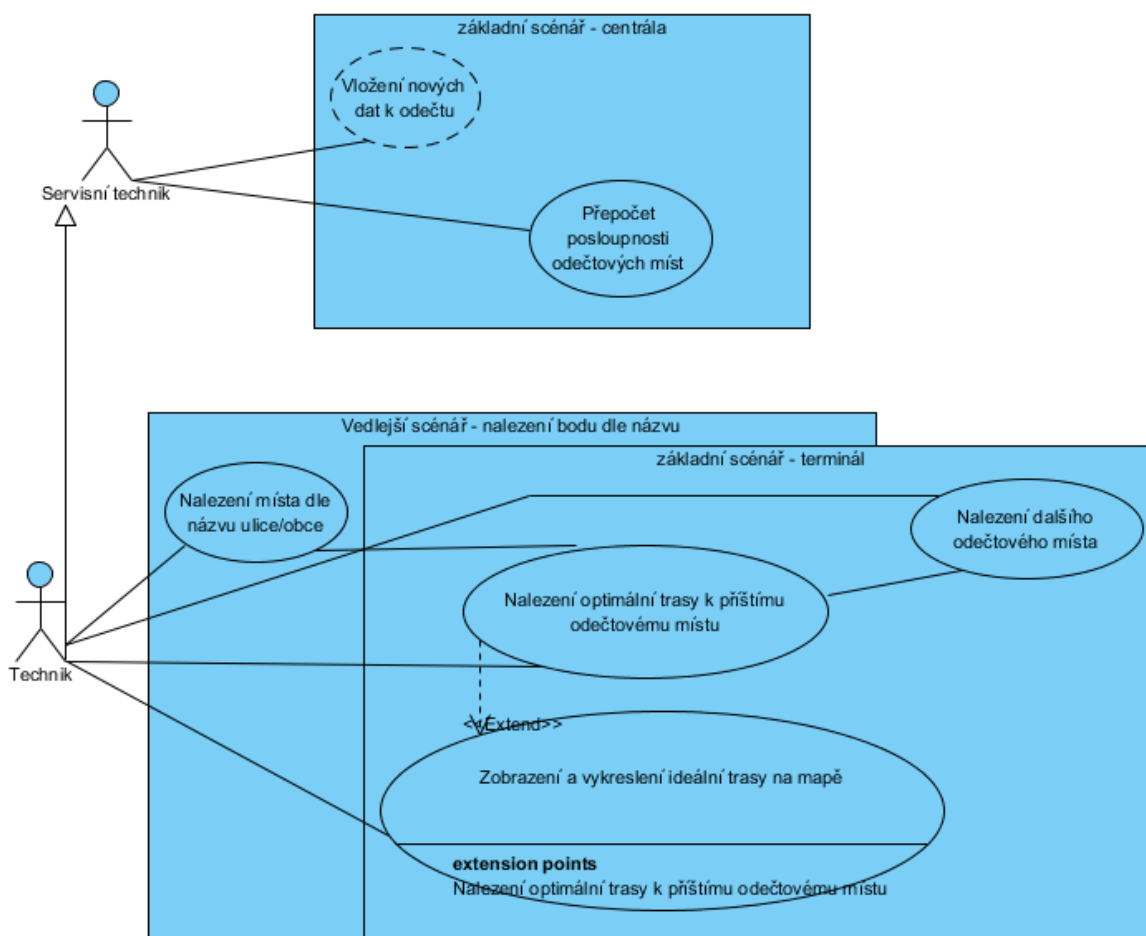 základní scénář - centrála
Vložení nových
dat k odečtu
Servisní technik
Přepočet
posloupnosti
odečtových míst
Vedlejší scénář - nalezení bodu dle názvu
základní scénář - terminál
Nalezení místa dle
názvu ulice/obce
Nalezení dalšího
odečtového místa
Nalezení optimální trasy k příštímu
odečtovému místu
Technik
<<Extend>>
Zobrazení a vykreslení ideální trasy na mapě
extension points
Nalezení optimální trasy k příštímu odečtovému místu